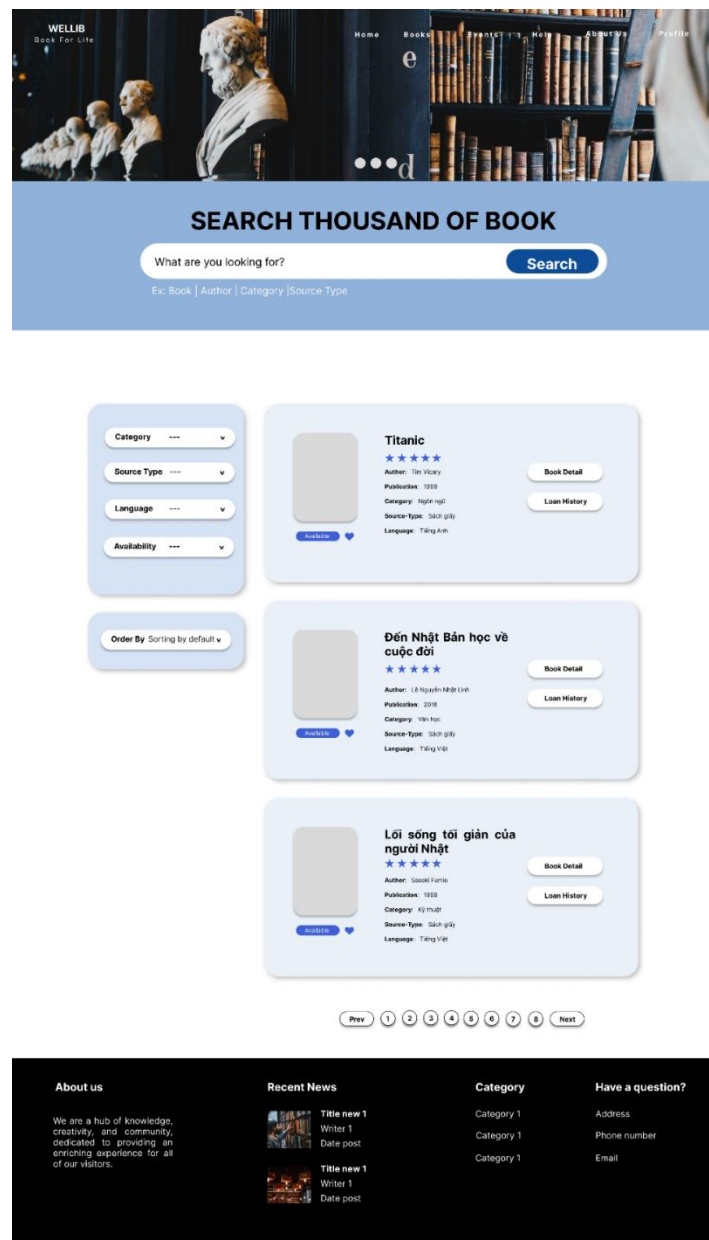 WELLIB
Book For Life
Home Books Events Help About Us Profile
e
d
SEARCH THOUSAND OF BOOK
What are you looking for?
Search
Ex: Book | Author | Category |Source Type
Category --- v
Source Type --- v
Language --- v
Availability --- v
Order By Sorting by default v
Titanic
Author: Tim Vicary
Publication: 1999
Category: Ngôn ngữ
Source-Type: Sách giấy
Language: Tiếng Anh
Available
Book Detail
Loan History
Đến Nhật Bản học về
cuộc đời
Author: Lê Nguyễn Nhật Linh
Publication: 2016
Category: Văn học
Source-Type: Sách giấy
Language: Tiếng Việt
Available
Book Detail
Loan History
Lối sống tối giản của
người Nhật
Author: Sasaki Fumio
Publication: 1999
Category: Kỹ thuật
Source-Type: Sách giấy
Language: Tiếng Việt
Available
Book Detail
Loan History
Prev 1 2 3 4 5 6 7 8 Next
About us
We are a hub of knowledge,
creativity, and community,
dedicated to providing an
enriching experience for all
of our visitors.
Recent News
Title new 1
Writer 1
Date post
Title new 1
Writer 1
Date post
Category
Category 1
Category 1
Category 1
Have a question?
Address
Phone number
Email